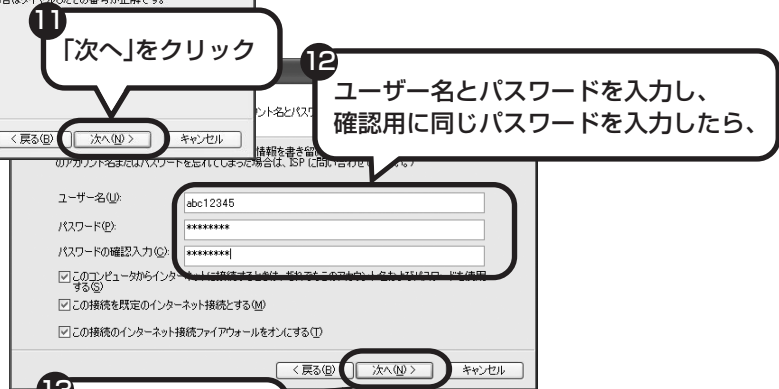 11
「次へ」をクリック
12
ユーザー名とパスワードを入力し、
確認用に同じパスワードを入力したら、
< 戻る(B)
次へ(N) >
キャンセル
ユーザー名(U):
abc12345
パスワード(P):
********
パスワードの確認入力(C):
********
この接続を既定のインターネット接続とする(M)
この接続のインターネット接続ファイアウォールをオンにする(T)
< 戻る(B)
次へ(N) >
キャンセル